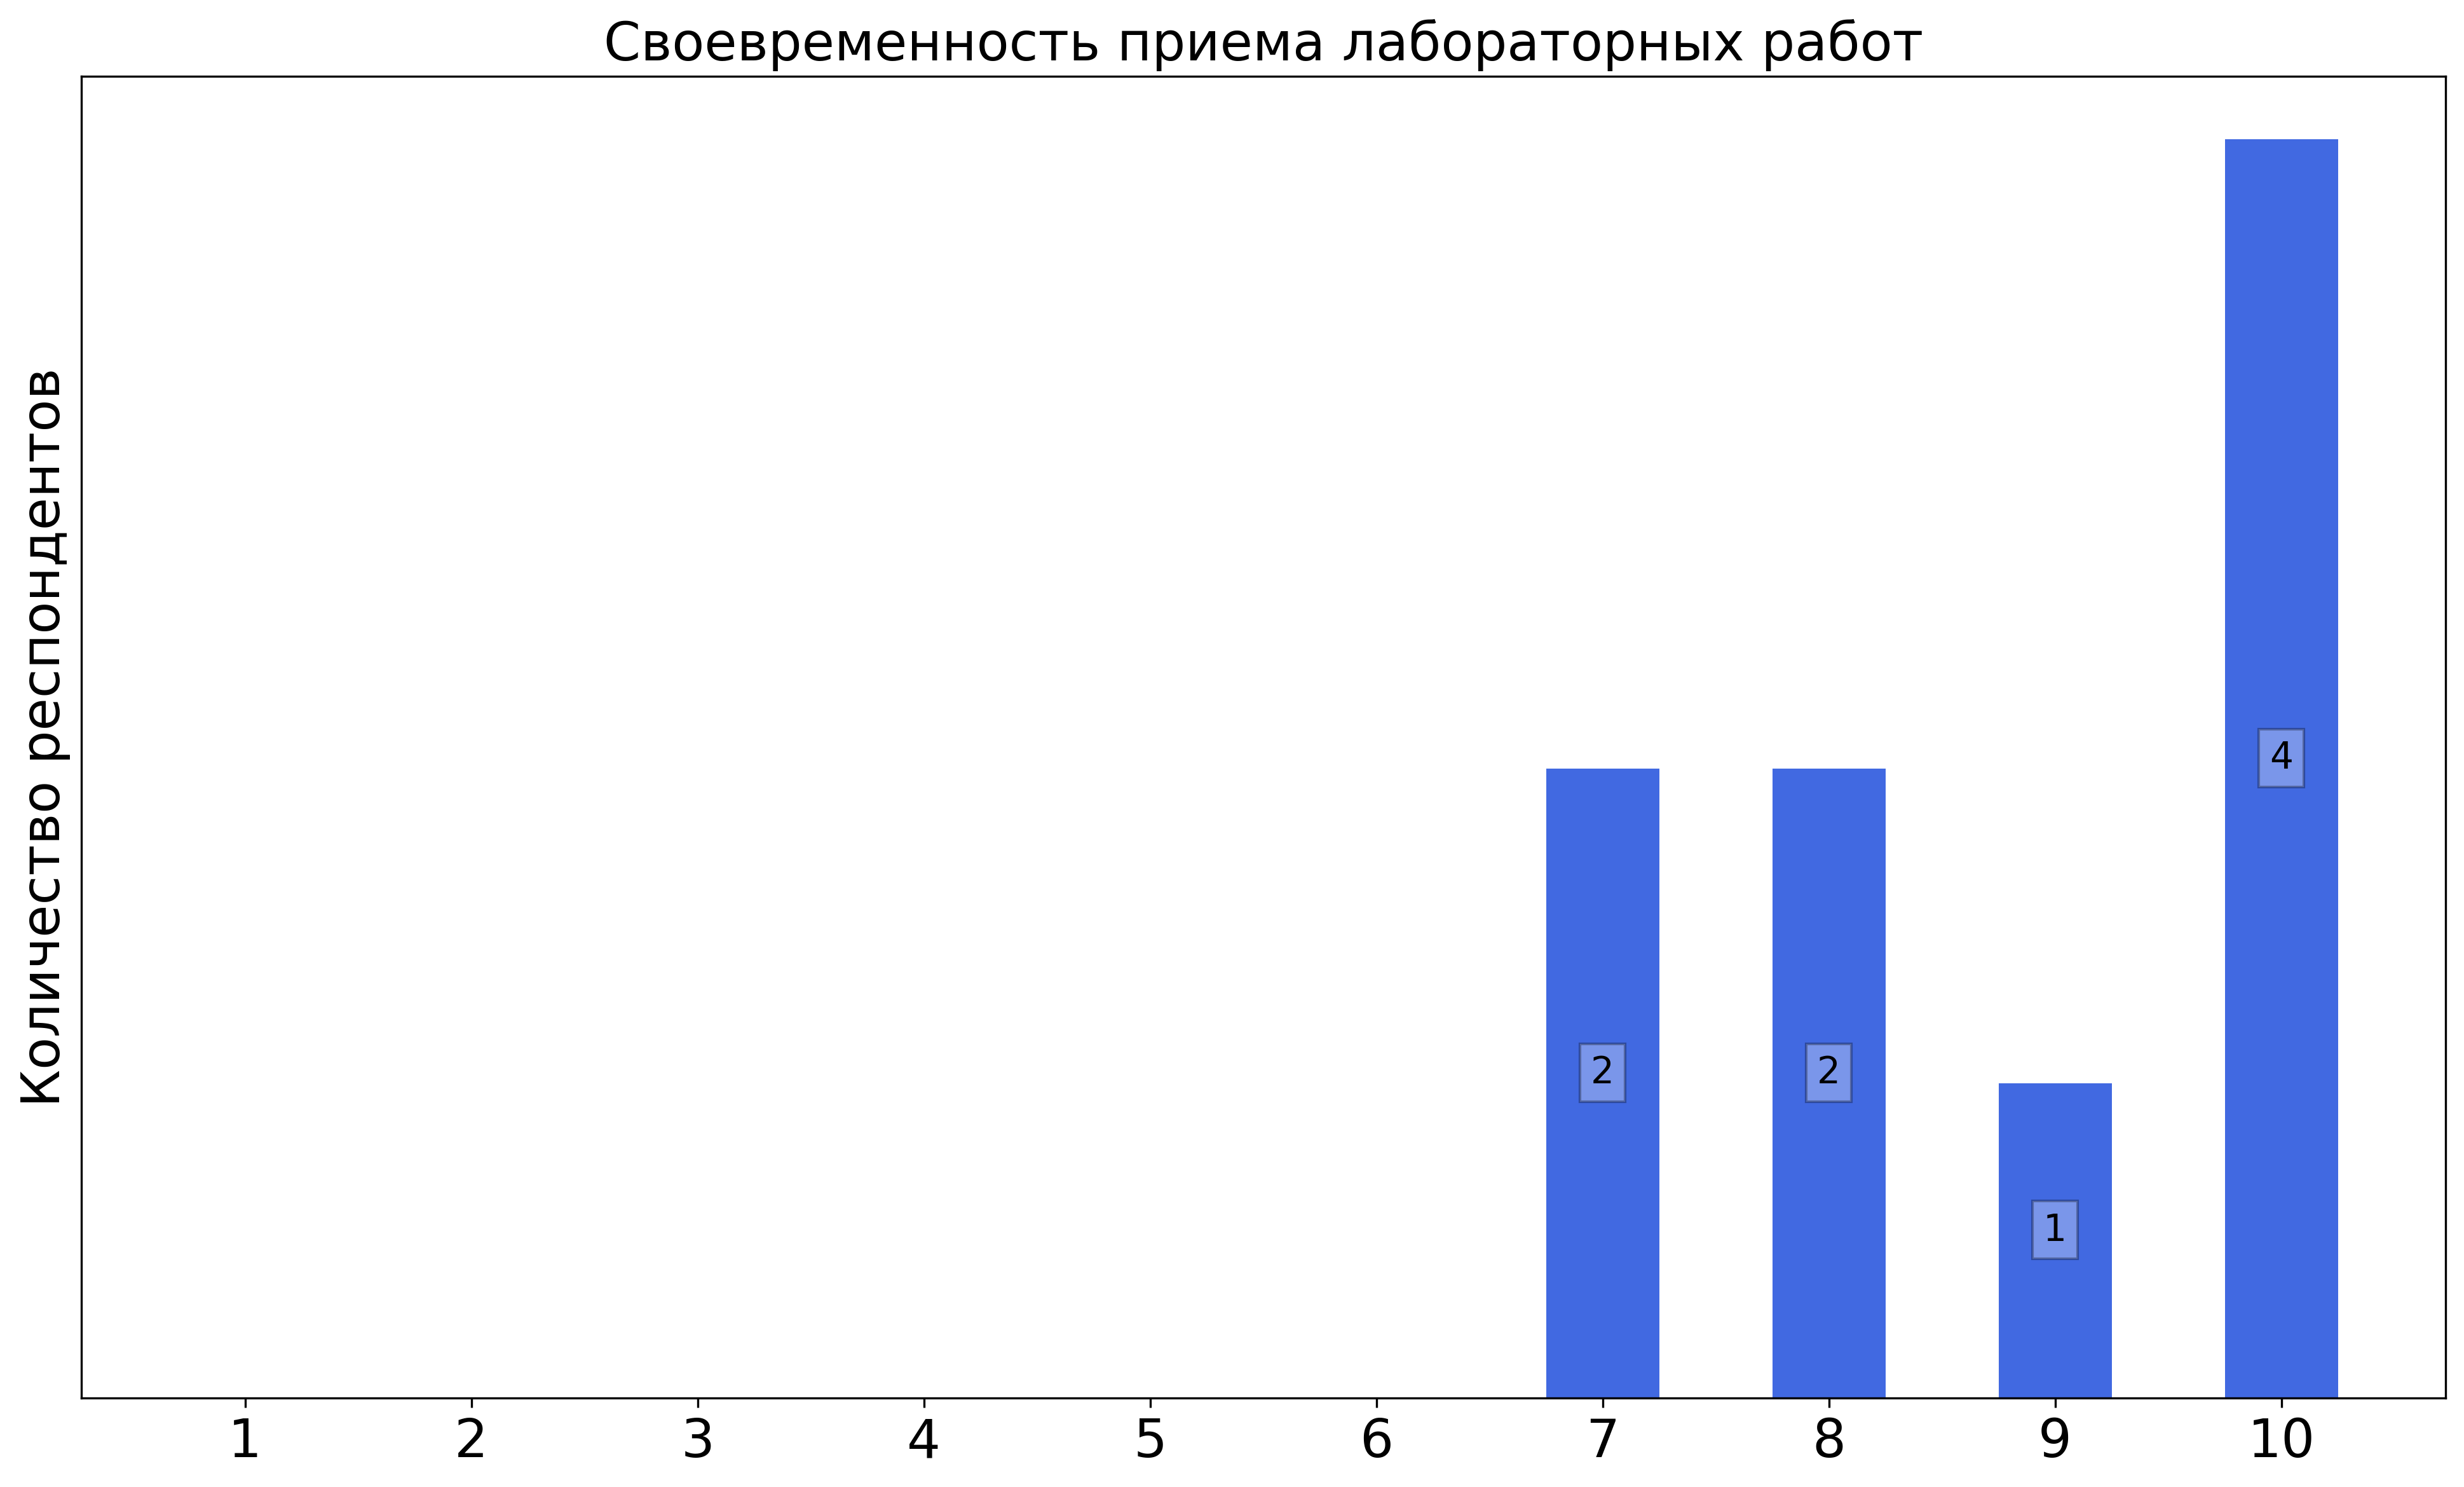 Своевременность приема лабораторных работ
Количество респондентов
4
2 2
1
1 2 3 4 5 6 7 8 9 10